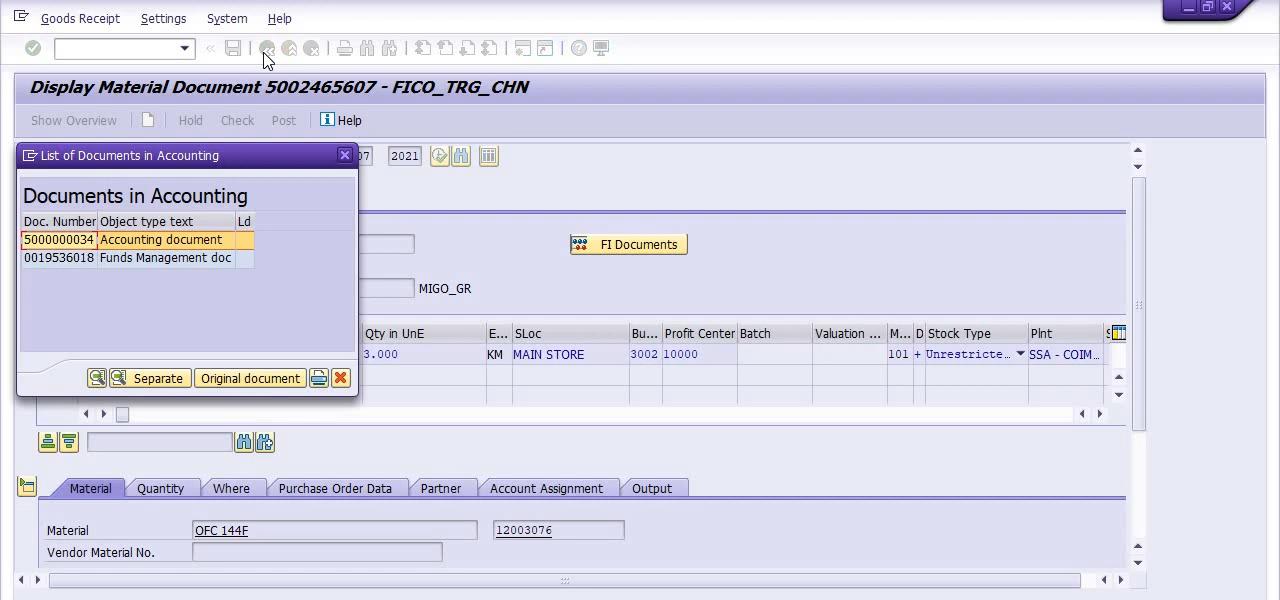 Goods Receipt Settings System Help
Display Material Document 5002465607 - FICO_TRG_CHN
Show Overview Hold Check Post Help
List of Documents in Accounting
07 2021
Documents in Accounting
Doc. Number Object type text Ld
5000000034 Accounting document
0019536018 Funds Management doc
FI Documents
MIGO_GR
Qty in UnE E... SLoc Bu... Profit Center Batch Valuation ... M... D Stock Type Plnt
3.000 KM MAIN STORE 3002 10000 101 + Unrestricte... SSA - COIM...
Separate Original document
Material Quantity Where Purchase Order Data Partner Account Assignment Output
Material OFC 144F 12003076
Vendor Material No.